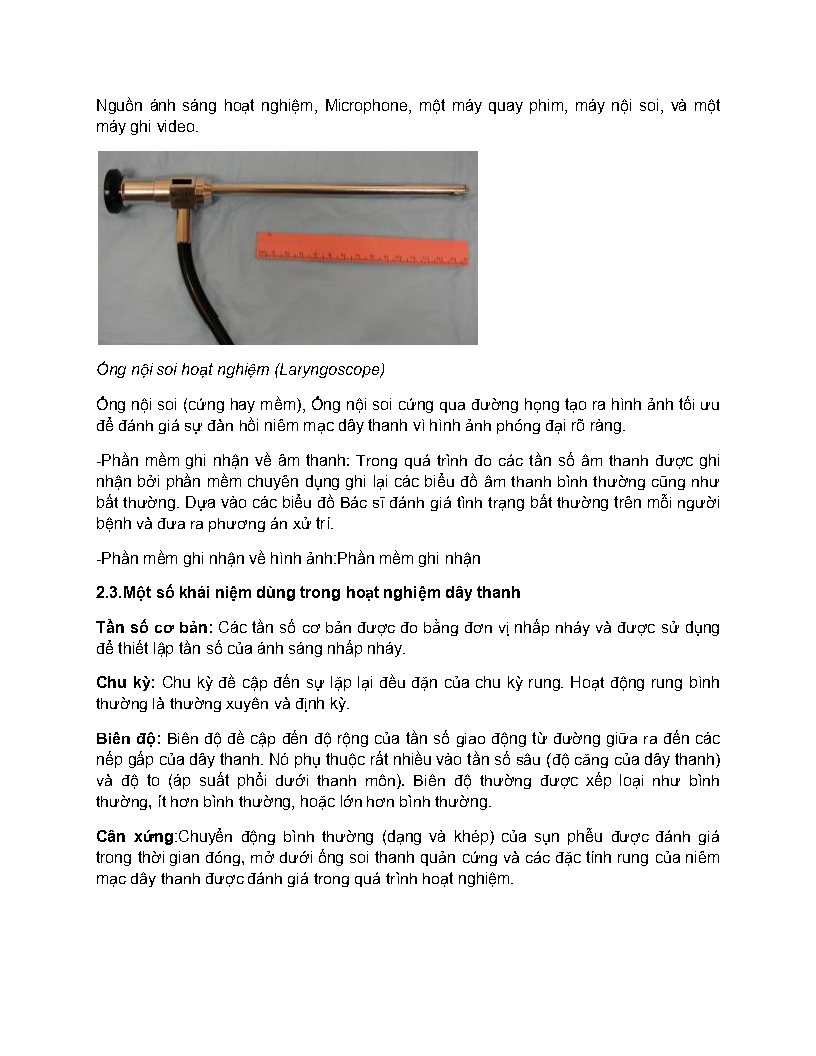 Nguồn ánh sáng hoạt nghiệm, Microphone, một máy quay phim, máy nội soi, và một
máy ghi video.
Ống nội soi hoạt nghiệm (Laryngoscope)
Ống nội soi (cứng hay mềm), Ống nội soi cứng qua đường họng tạo ra hình ảnh tối ưu
để đánh giá sự đàn hồi niêm mạc dây thanh vì hình ảnh phóng đại rõ ràng.
-Phần mềm ghi nhận về âm thanh: Trong quá trình đo các tần số âm thanh được ghi
nhận bởi phần mềm chuyên dụng ghi lại các biểu đồ âm thanh bình thường cũng như
bất thường. Dựa vào các biểu đồ Bác sĩ đánh giá tình trạng bất thường trên mỗi người
bệnh và đưa ra phương án xử trí.
-Phần mềm ghi nhận về hình ảnh:Phần mềm ghi nhận
2.3.Một số khái niệm dùng trong hoạt nghiệm dây thanh
Tần số cơ bản: Các tần số cơ bản được đo bằng đơn vị nhấp nháy và được sử dụng
để thiết lập tần số của ánh sáng nhấp nháy.
Chu kỳ: Chu kỳ đề cập đến sự lặp lại đều đặn của chu kỳ rung. Hoạt động rung bình
thường là thường xuyên và định kỳ.
Biên độ: Biên độ đề cập đến độ rộng của tần số giao động từ đường giữa ra đến các
nếp gấp của dây thanh. Nó phụ thuộc rất nhiều vào tần số sâu (độ căng của dây thanh)
và độ to (áp suất phổi dưới thanh môn). Biên độ thường được xếp loại như bình
thường, ít hơn bình thường, hoặc lớn hơn bình thường.
Cân xứng:Chuyển động bình thường (dạng và khép) của sụn phễu được đánh giá
trong thời gian đóng, mở dưới ống soi thanh quản cứng và các đặc tính rung của niêm
mạc dây thanh được đánh giá trong quá trình hoạt nghiệm.